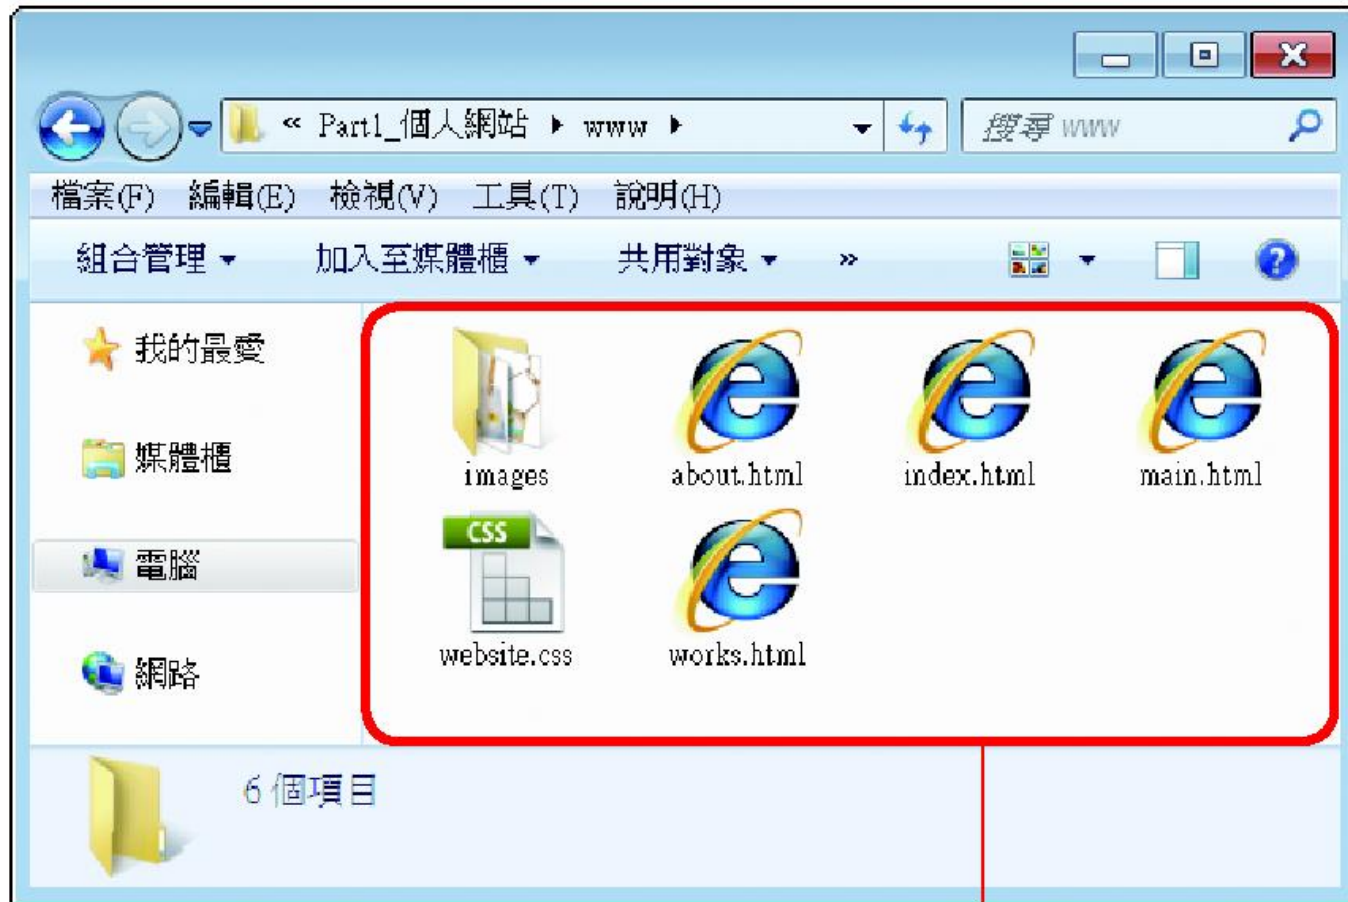 « Part1_個人網站 ▸ www ▸ 搜尋 www
檔案(F) 編輯(E) 檢視(V) 工具(T) 說明(H)
組合管理 加入至媒體櫃 共用對象 »
我的最愛
媒體櫃
電腦
網路
images about.html index.html main.html
CSS
website.css works.html
6 個項目